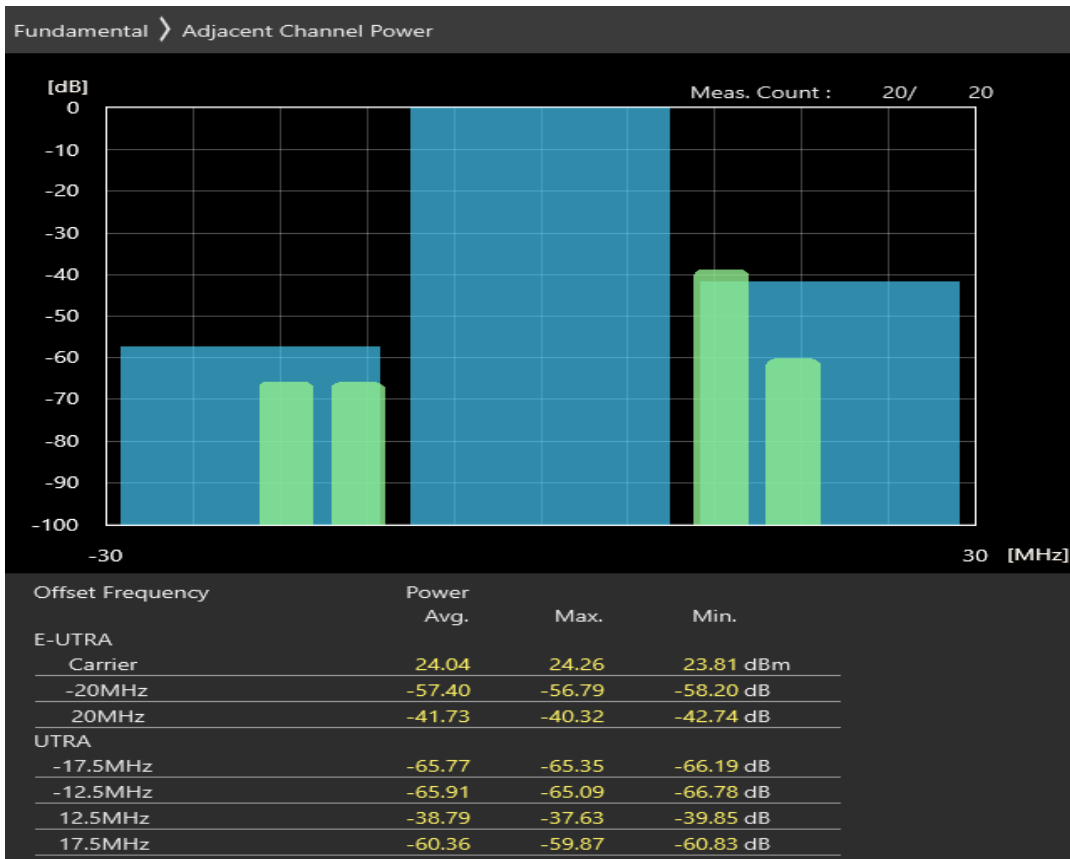 Fundamental ❭ Adjacent Channel Power
[dB]
Meas. Count : 20/ 20
0
-10
-20
-30
-40
-50
-60
-70
-80
-90
-100
-30 30 [MHz]
Offset Frequency Power
Avg. Max. Min.
E-UTRA
Carrier 24.04 24.26 23.81 dBm
-20MHz -57.40 -56.79 -58.20 dB
20MHz -41.73 -40.32 -42.74 dB
UTRA
-17.5MHz -65.77 -65.35 -66.19 dB
-12.5MHz -65.91 -65.09 -66.78 dB
12.5MHz -38.79 -37.63 -39.85 dB
17.5MHz -60.36 -59.87 -60.83 dB